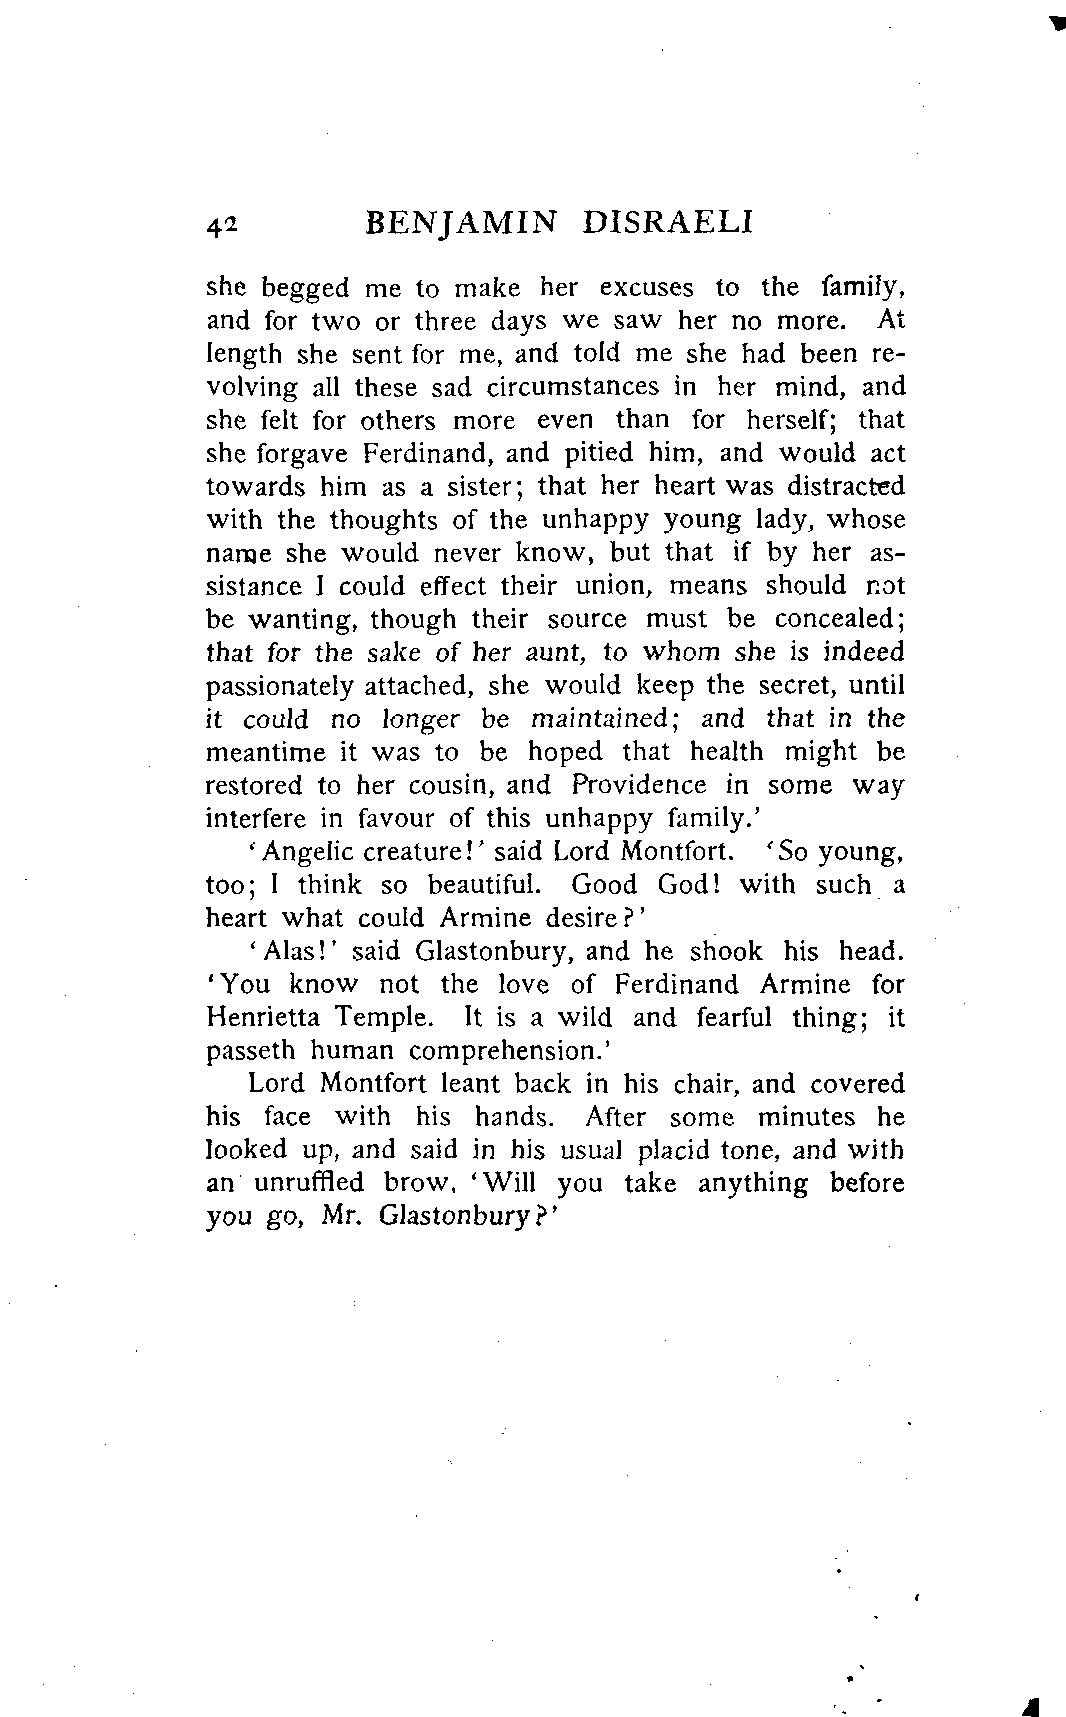 42 BENJAMIN DISRAELI
she begged me to make her excuses to the family,
and for two or three days we saw her no more. At
length she sent for me, and told me she had been re-
volving all these sad circumstances in her mind, and
she felt for others more even than for herself; that
she forgave Ferdinand, and pitied him, and would act
towards him as a sister; that her heart was distracted
with the thoughts of the unhappy young lady, whose
name she would never know, but that if by her as-
sistance I could effect their union, means should not
be wanting, though their source must be concealed;
that for the sake of her aunt, to whom she is indeed
passionately attached, she would keep the secret, until
it could no longer be maintained; and that in the
meantime it was to be hoped that health might be
restored to her cousin, and Providence in some way
interfere in favour of this unhappy family.'
'Angelic creature!' said Lord Montfort. 'So young,
too; I think so beautiful. Good God! with such a
heart what could Armine desire?'
'Alas!' said Glastonbury, and he shook his head.
'You know not the love of Ferdinand Armine for
Henrietta Temple. It is a wild and fearful thing; it
passeth human comprehension.'
Lord Montfort leant back in his chair, and covered
his face with his hands. After some minutes he
looked up, and said in his usual placid tone, and with
an unruffled brow, 'Will you take anything before
you go, Mr. Glastonbury?'